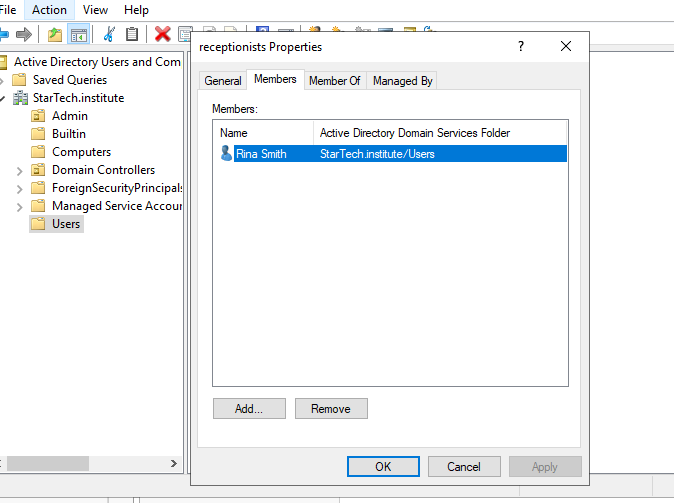 File Action View Help
Active Directory Users and Com
Saved Queries
StarTech.institute
Admin
Builtin
Computers
Domain Controllers
ForeignSecurityPrincipals
Managed Service Accour
Users
receptionists Properties
? ×
General Members Member Of Managed By
Members:
Name Active Directory Domain Services Folder
Rina Smith StarTech.institute/Users
Add... Remove
OK Cancel Apply